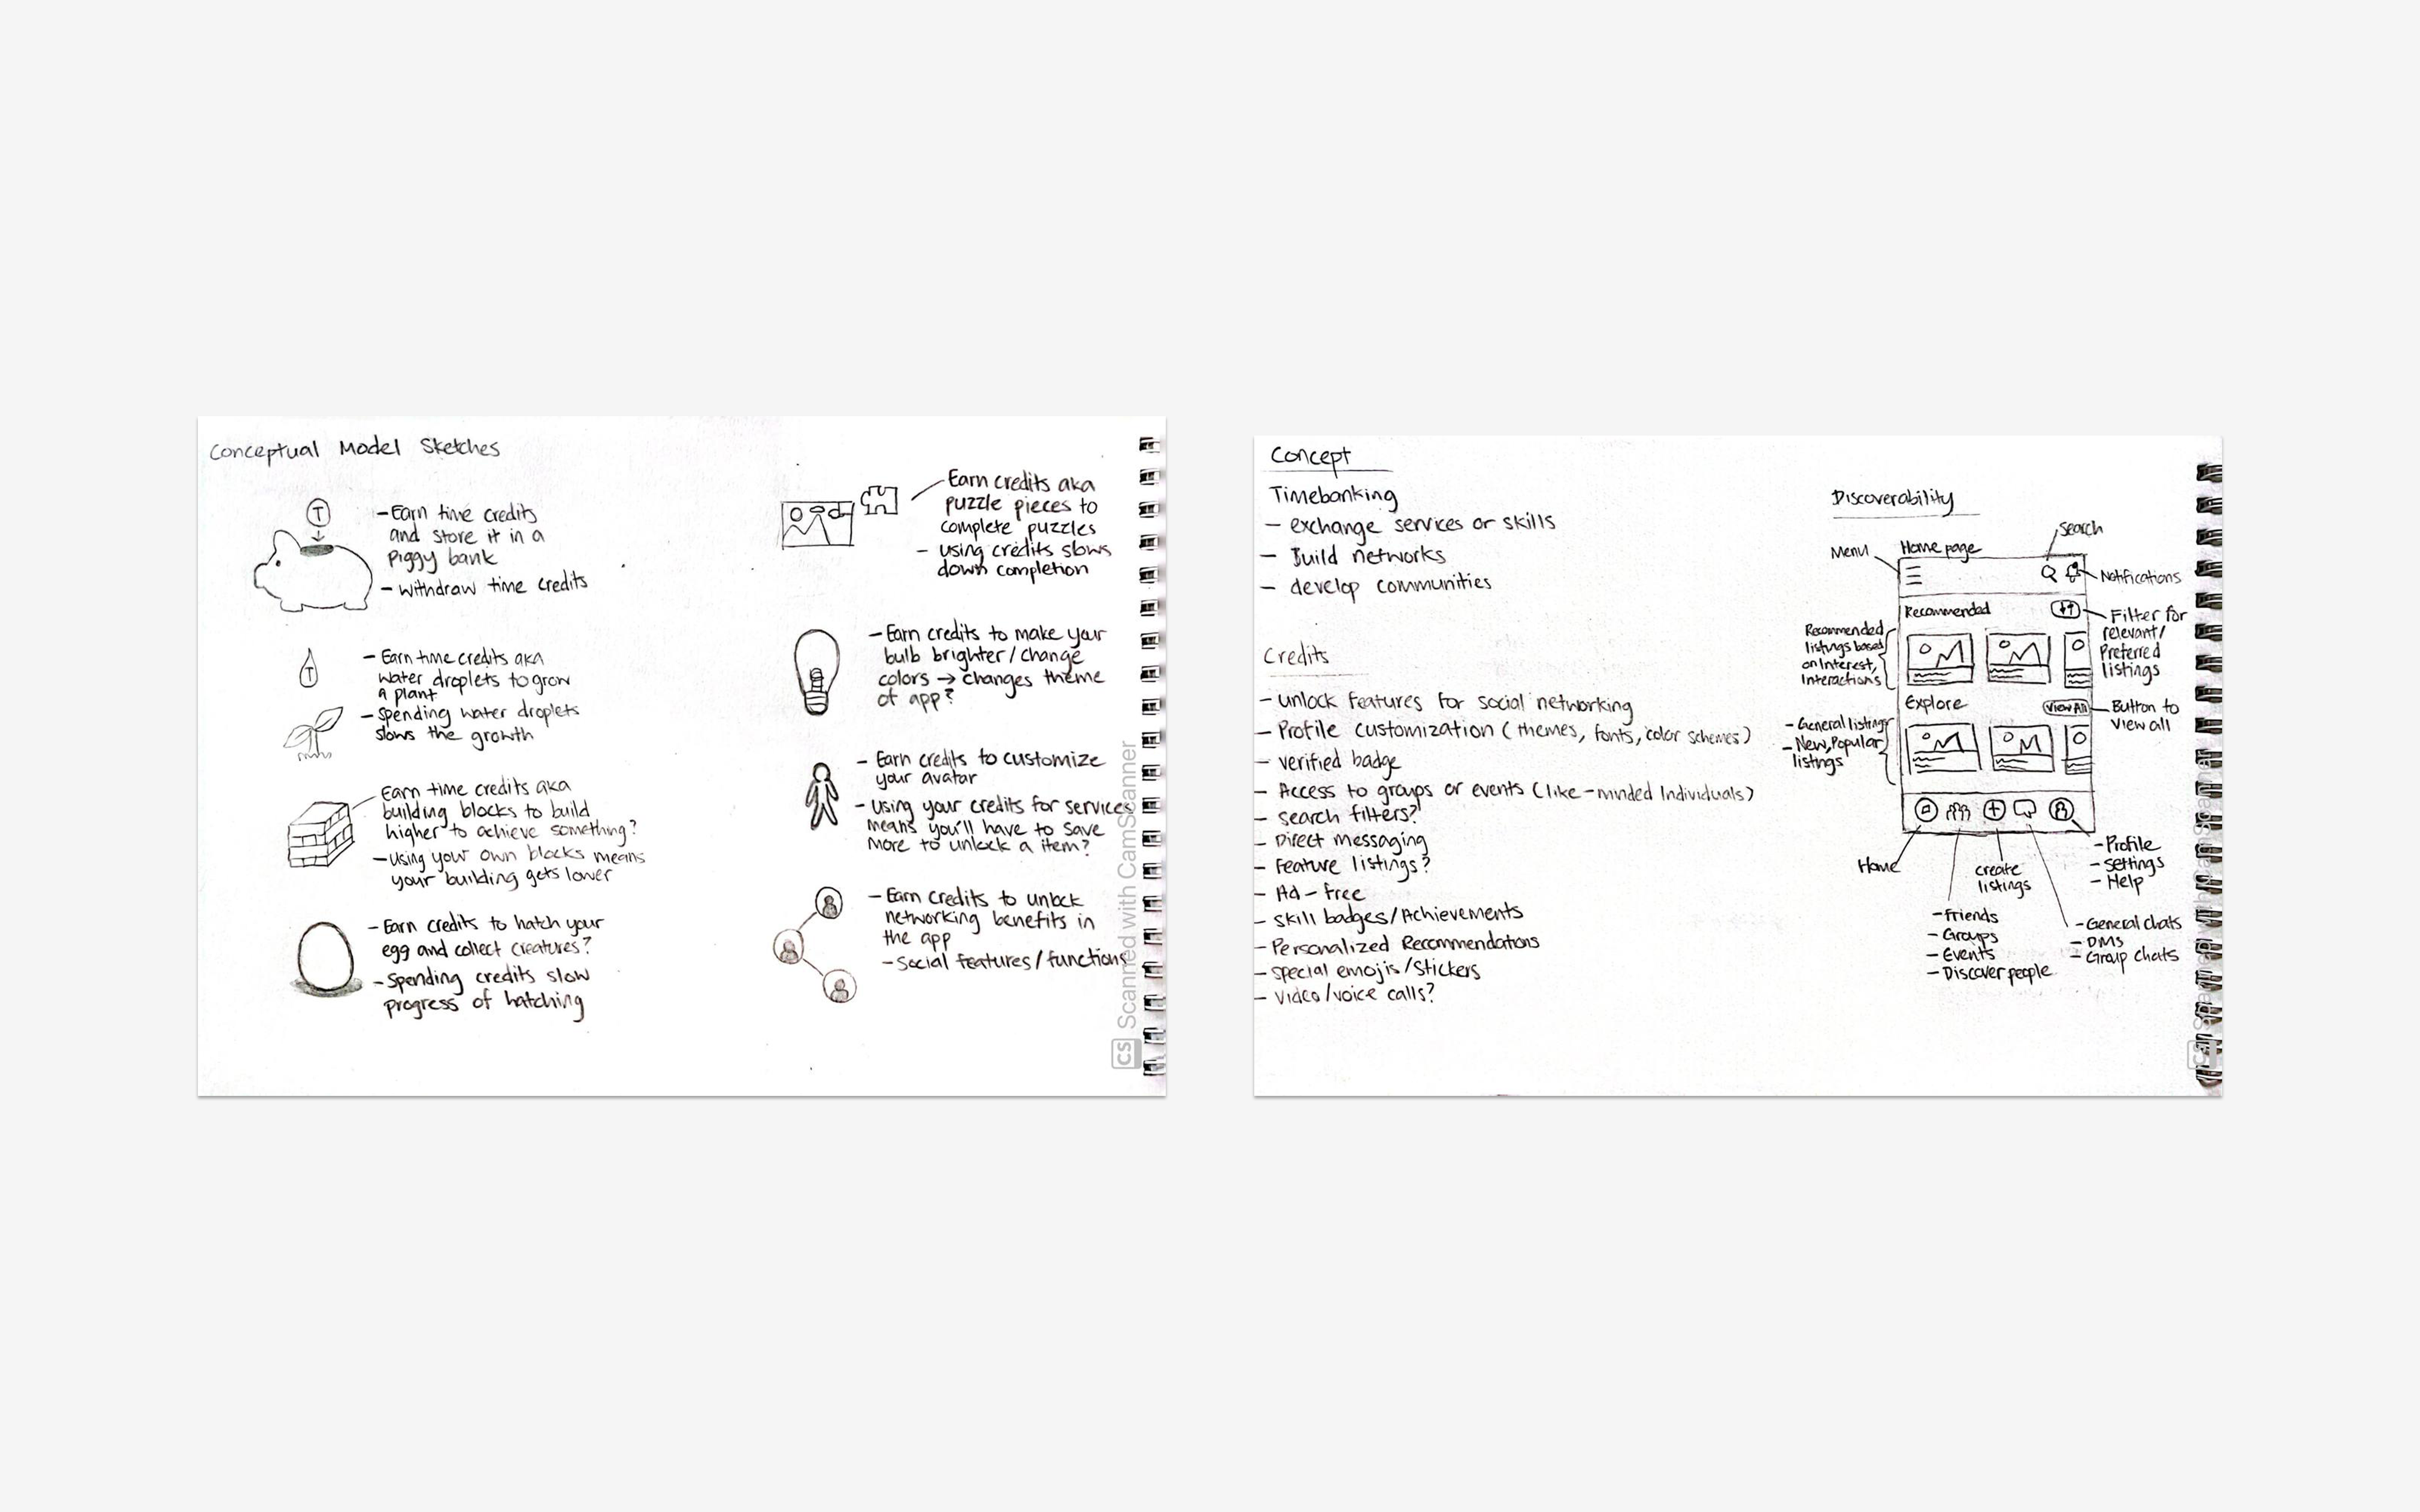 Conceptual Model Sketches
T
- Earn time credits
and store it in a
piggy bank
- withdraw time credits
T
- Earn time credits aka
water droplets to grow
a plant
- Spending water droplets
slows the growth
Earn time credits aka
building blocks to build
higher to achieve something?
- Using your own blocks means
your building gets lower
- Earn credits to hatch your
egg and collect creatures?
- Spending credits slow
progress of hatching
Earn credits aka
puzzle pieces to
complete puzzles
- using credits slows
down completion
- Earn credits to make your
bulb brighter/change
colors → changes theme
of app?
- Earn credits to customize
your avatar
- Using your credits for services
means you'll have to save
more to unlock a item?
- Earn credits to unlock
networking benefits in
the app
- Social features/functions
CS Scanned with CamScanner
Concept
Timebanking
- exchange services or skills
- Build networks
- develop communities
Credits
- unlock features for social networking
- Profile customization (themes, fonts, color schemes)
- verified badge
- Access to groups or events (like-minded individuals)
- search filters?
- Direct messaging
- Feature listings?
- Ad-free
- skill badges/Achievements
- Personalized Recommendations
- special emojis/Stickers
- video/voice calls?
Discoverability
Search
Menu
Home page
Notifications
Recommended
Filter for
relevant/
Preferred
listings
Recommended
listings based
on Interest,
Interactions
Explore
View All
Button to
view all
- General listings
- New, Popular
listings
Home
create
listings
- Profile
- Settings
- Help
- Friends
- Groups
- Events
- Discover people
- General chats
- DMs
- Group chats
CS Scanned with CamScanner